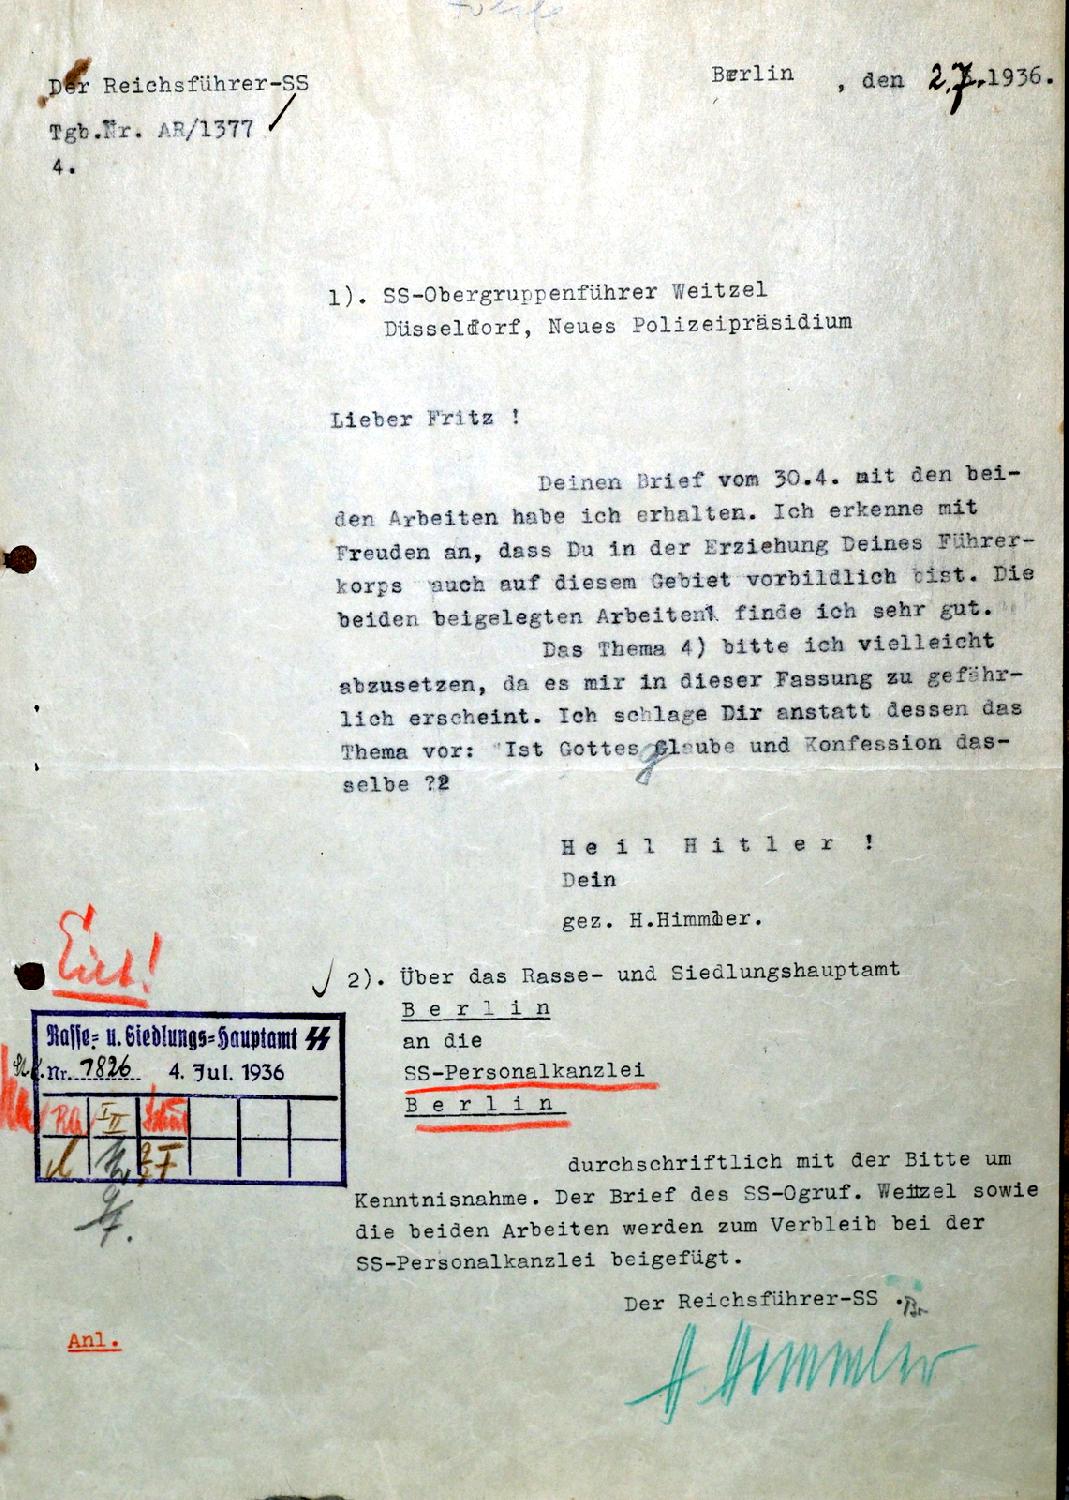 Der Reichsführer-SS
Berlin , den 2.7.1936.
Tgb.Nr. AR/1377
4.
1). SS-Obergruppenführer Weitzel
Düsseldorf, Neues Polizeipräsidium
Lieber Fritz !
Deinen Brief vom 30.4. mit den bei-
den Arbeiten habe ich erhalten. Ich erkenne mit
Freuden an, dass Du in der Erziehung Deines Führer-
korps auch auf diesem Gebiet vorbildlich bist. Die
beiden beigelegten Arbeiten finde ich sehr gut.
Das Thema 4) bitte ich vielleicht
abzusetzen, da es mir in dieser Fassung zu gefähr-
lich erscheint. Ich schlage Dir anstatt dessen das
Thema vor: "Ist Gottesglaube und Konfession das-
selbe ?2
H e i l H i t l e r !
Dein
gez. H.Himmler.
Eilt!
2). Über das Rasse- und Siedlungshauptamt
B e r l i n
an die
SS-Personalkanzlei
B e r l i n
Rasse- u. Siedlungs-Hauptamt SS
.Nr. 7826 4. Jul. 1936
durchschriftlich mit der Bitte um
Kenntnisnahme. Der Brief des SS-Ogruf. Weitzel sowie
die beiden Arbeiten werden zum Verbleib bei der
SS-Personalkanzlei beigefügt.
Der Reichsführer-SS
Anl.
H. Himmler